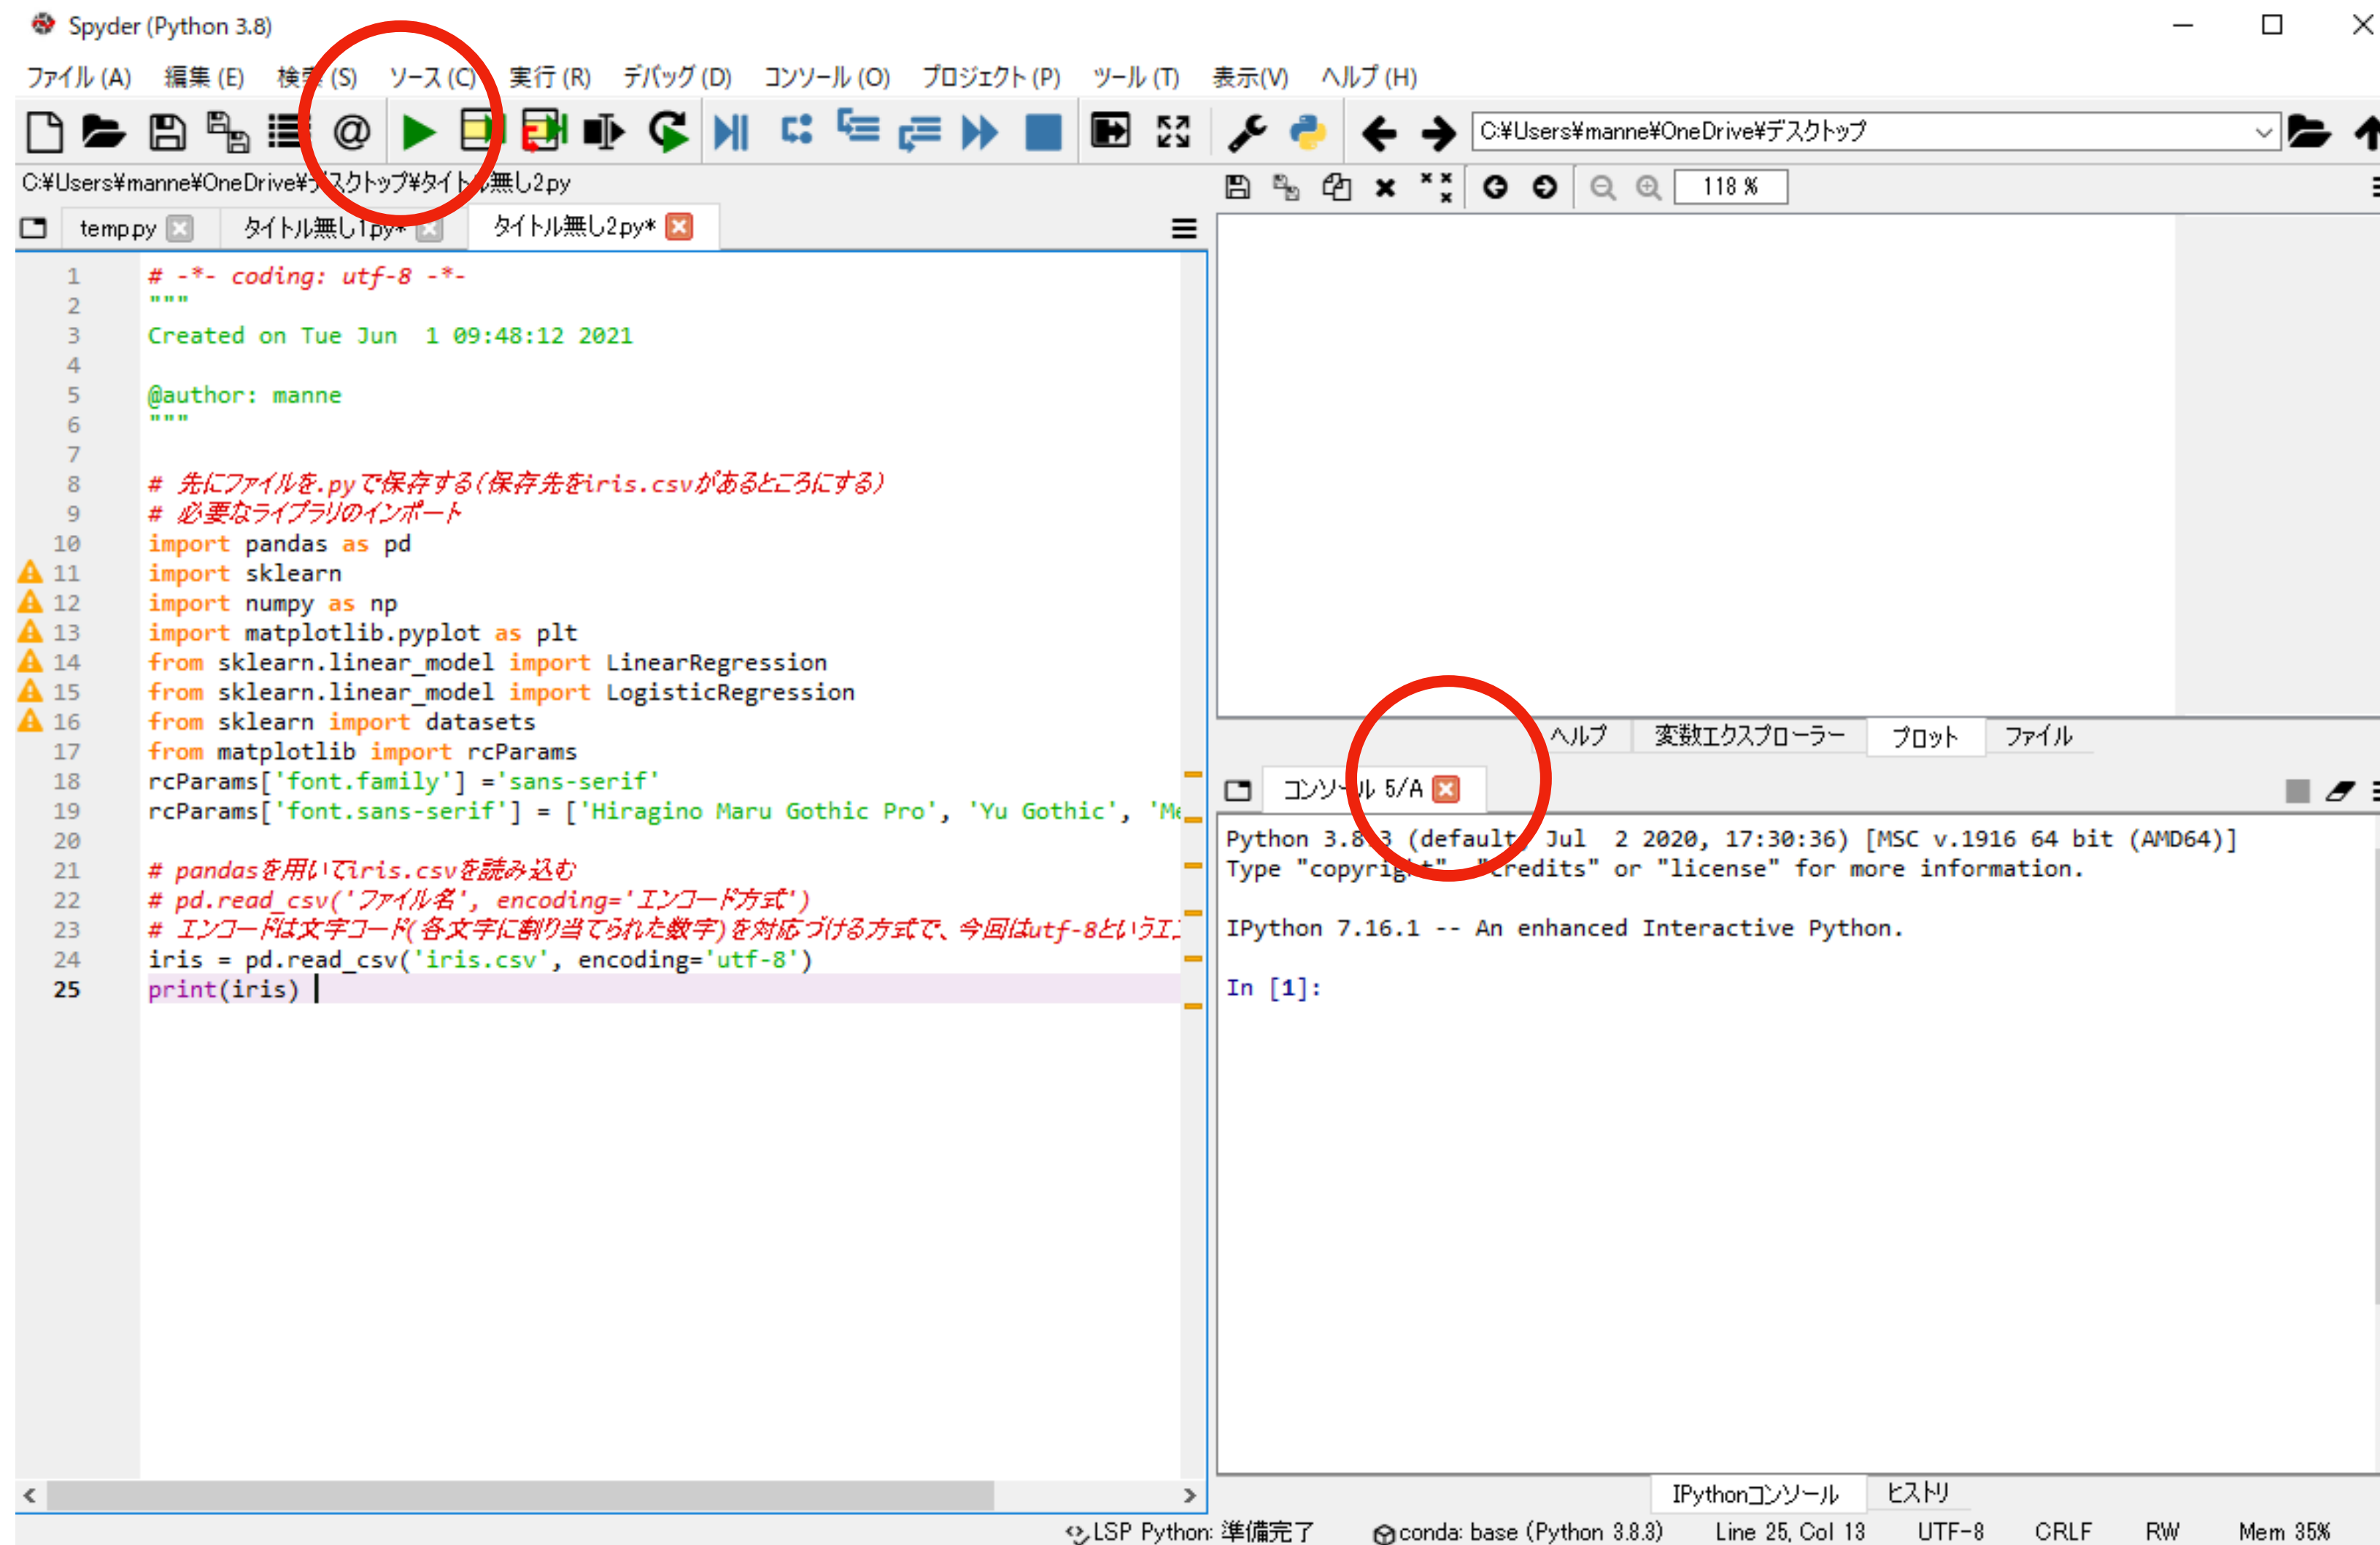 Spyder (Python 3.8)
ファイル (A) 編集 (E) 検索 (S) ソース (C) 実行 (R) デバッグ (D) コンソール (O) プロジェクト (P) ツール (T) 表示(V) ヘルプ (H)
C:¥Users¥manne¥OneDrive¥デスクトップ
C:¥Users¥manne¥OneDrive¥デスクトップ¥タイトル無し2.py
118 %
temp.py タイトル無し1.py* タイトル無し2.py*
1 # -*- coding: utf-8 -*-
2 """
3 Created on Tue Jun  1 09:48:12 2021
4
5 @author: manne
6 """
7
8 # 先にファイルを.pyで保存する(保存先をiris.csvがあるところにする)
9 # 必要なライブラリのインポート
10 import pandas as pd
11 import sklearn
12 import numpy as np
13 import matplotlib.pyplot as plt
14 from sklearn.linear_model import LinearRegression
15 from sklearn.linear_model import LogisticRegression
16 from sklearn import datasets
17 from matplotlib import rcParams
18 rcParams['font.family'] ='sans-serif'
19 rcParams['font.sans-serif'] = ['Hiragino Maru Gothic Pro', 'Yu Gothic', 'Me
20
21 # pandasを用いてiris.csvを読み込む
22 # pd.read_csv('ファイル名', encoding='エンコード方式')
23 # エンコードは文字コード(各文字に割り当てられた数字)を対応づける方式で、今回はutf-8というエン
24 iris = pd.read_csv('iris.csv', encoding='utf-8')
25 print(iris)
ヘルプ 変数エクスプローラー プロット ファイル
コンソール 5/A
Python 3.8.3 (default, Jul  2 2020, 17:30:36) [MSC v.1916 64 bit (AMD64)]
Type "copyright", "credits" or "license" for more information.
IPython 7.16.1 -- An enhanced Interactive Python.
In [1]:
IPythonコンソール ヒストリ
LSP Python: 準備完了 conda: base (Python 3.8.3) Line 25, Col 13 UTF-8 CRLF RW Mem 35%